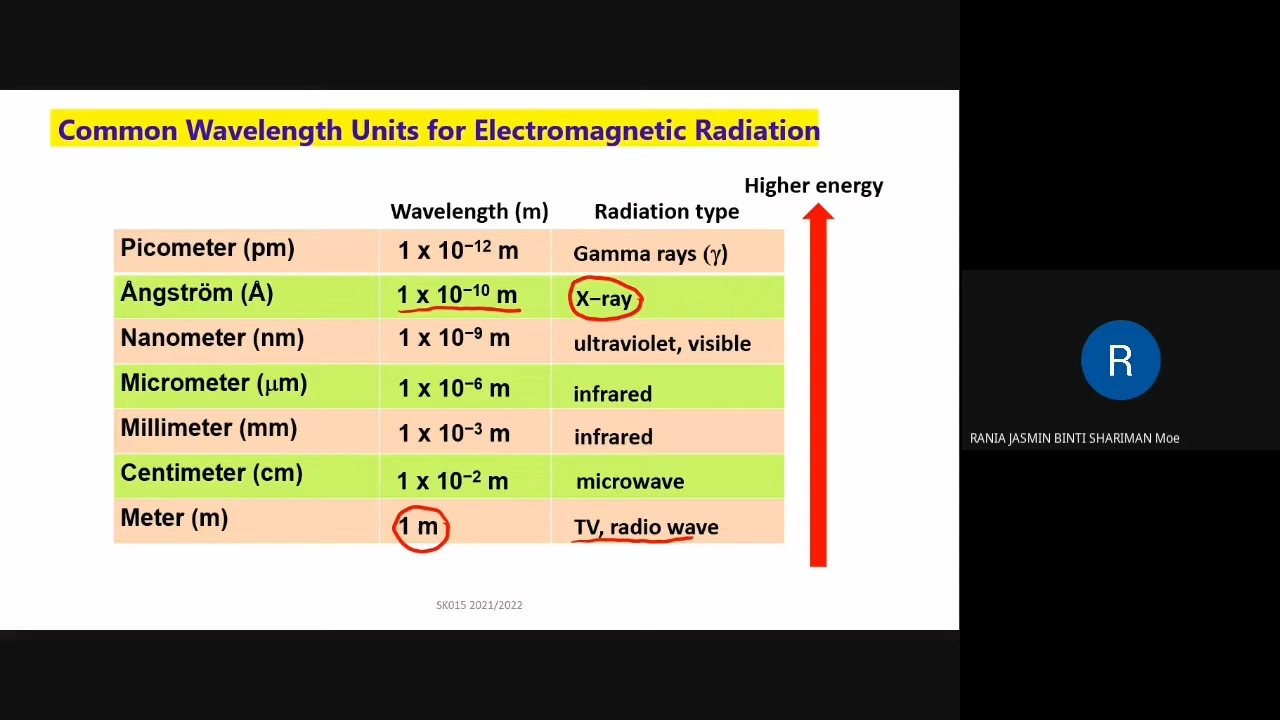 Common Wavelength Units for Electromagnetic Radiation
Higher energy
Wavelength (m) Radiation type
Picometer (pm) 1 x 10⁻¹² m Gamma rays (γ)
Ångström (Å) 1 x 10⁻¹⁰ m X–ray
Nanometer (nm) 1 x 10⁻⁹ m ultraviolet, visible
Micrometer (μm) 1 x 10⁻⁶ m infrared
Millimeter (mm) 1 x 10⁻³ m infrared
Centimeter (cm) 1 x 10⁻² m microwave
Meter (m) 1 m TV, radio wave
SK015 2021/2022
R
RANIA JASMIN BINTI SHARIMAN Moe